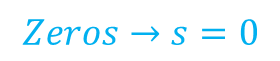 Zeros → s = 0